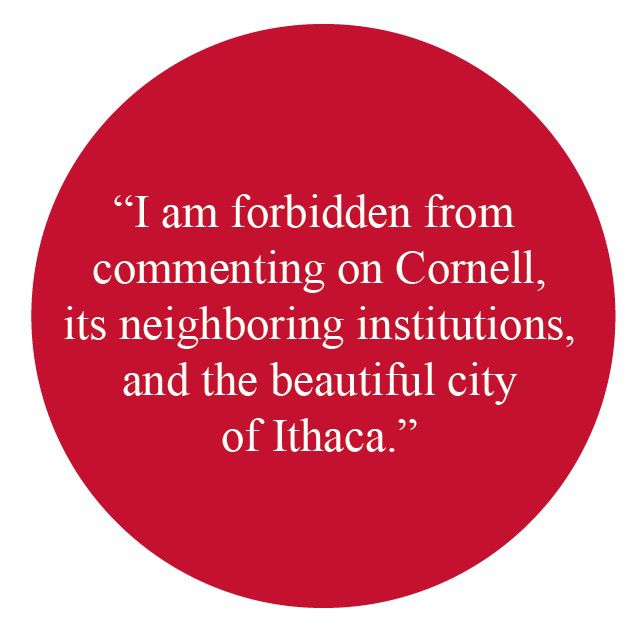 “I am forbidden from
commenting on Cornell,
its neighboring institutions,
and the beautiful city
of Ithaca.”